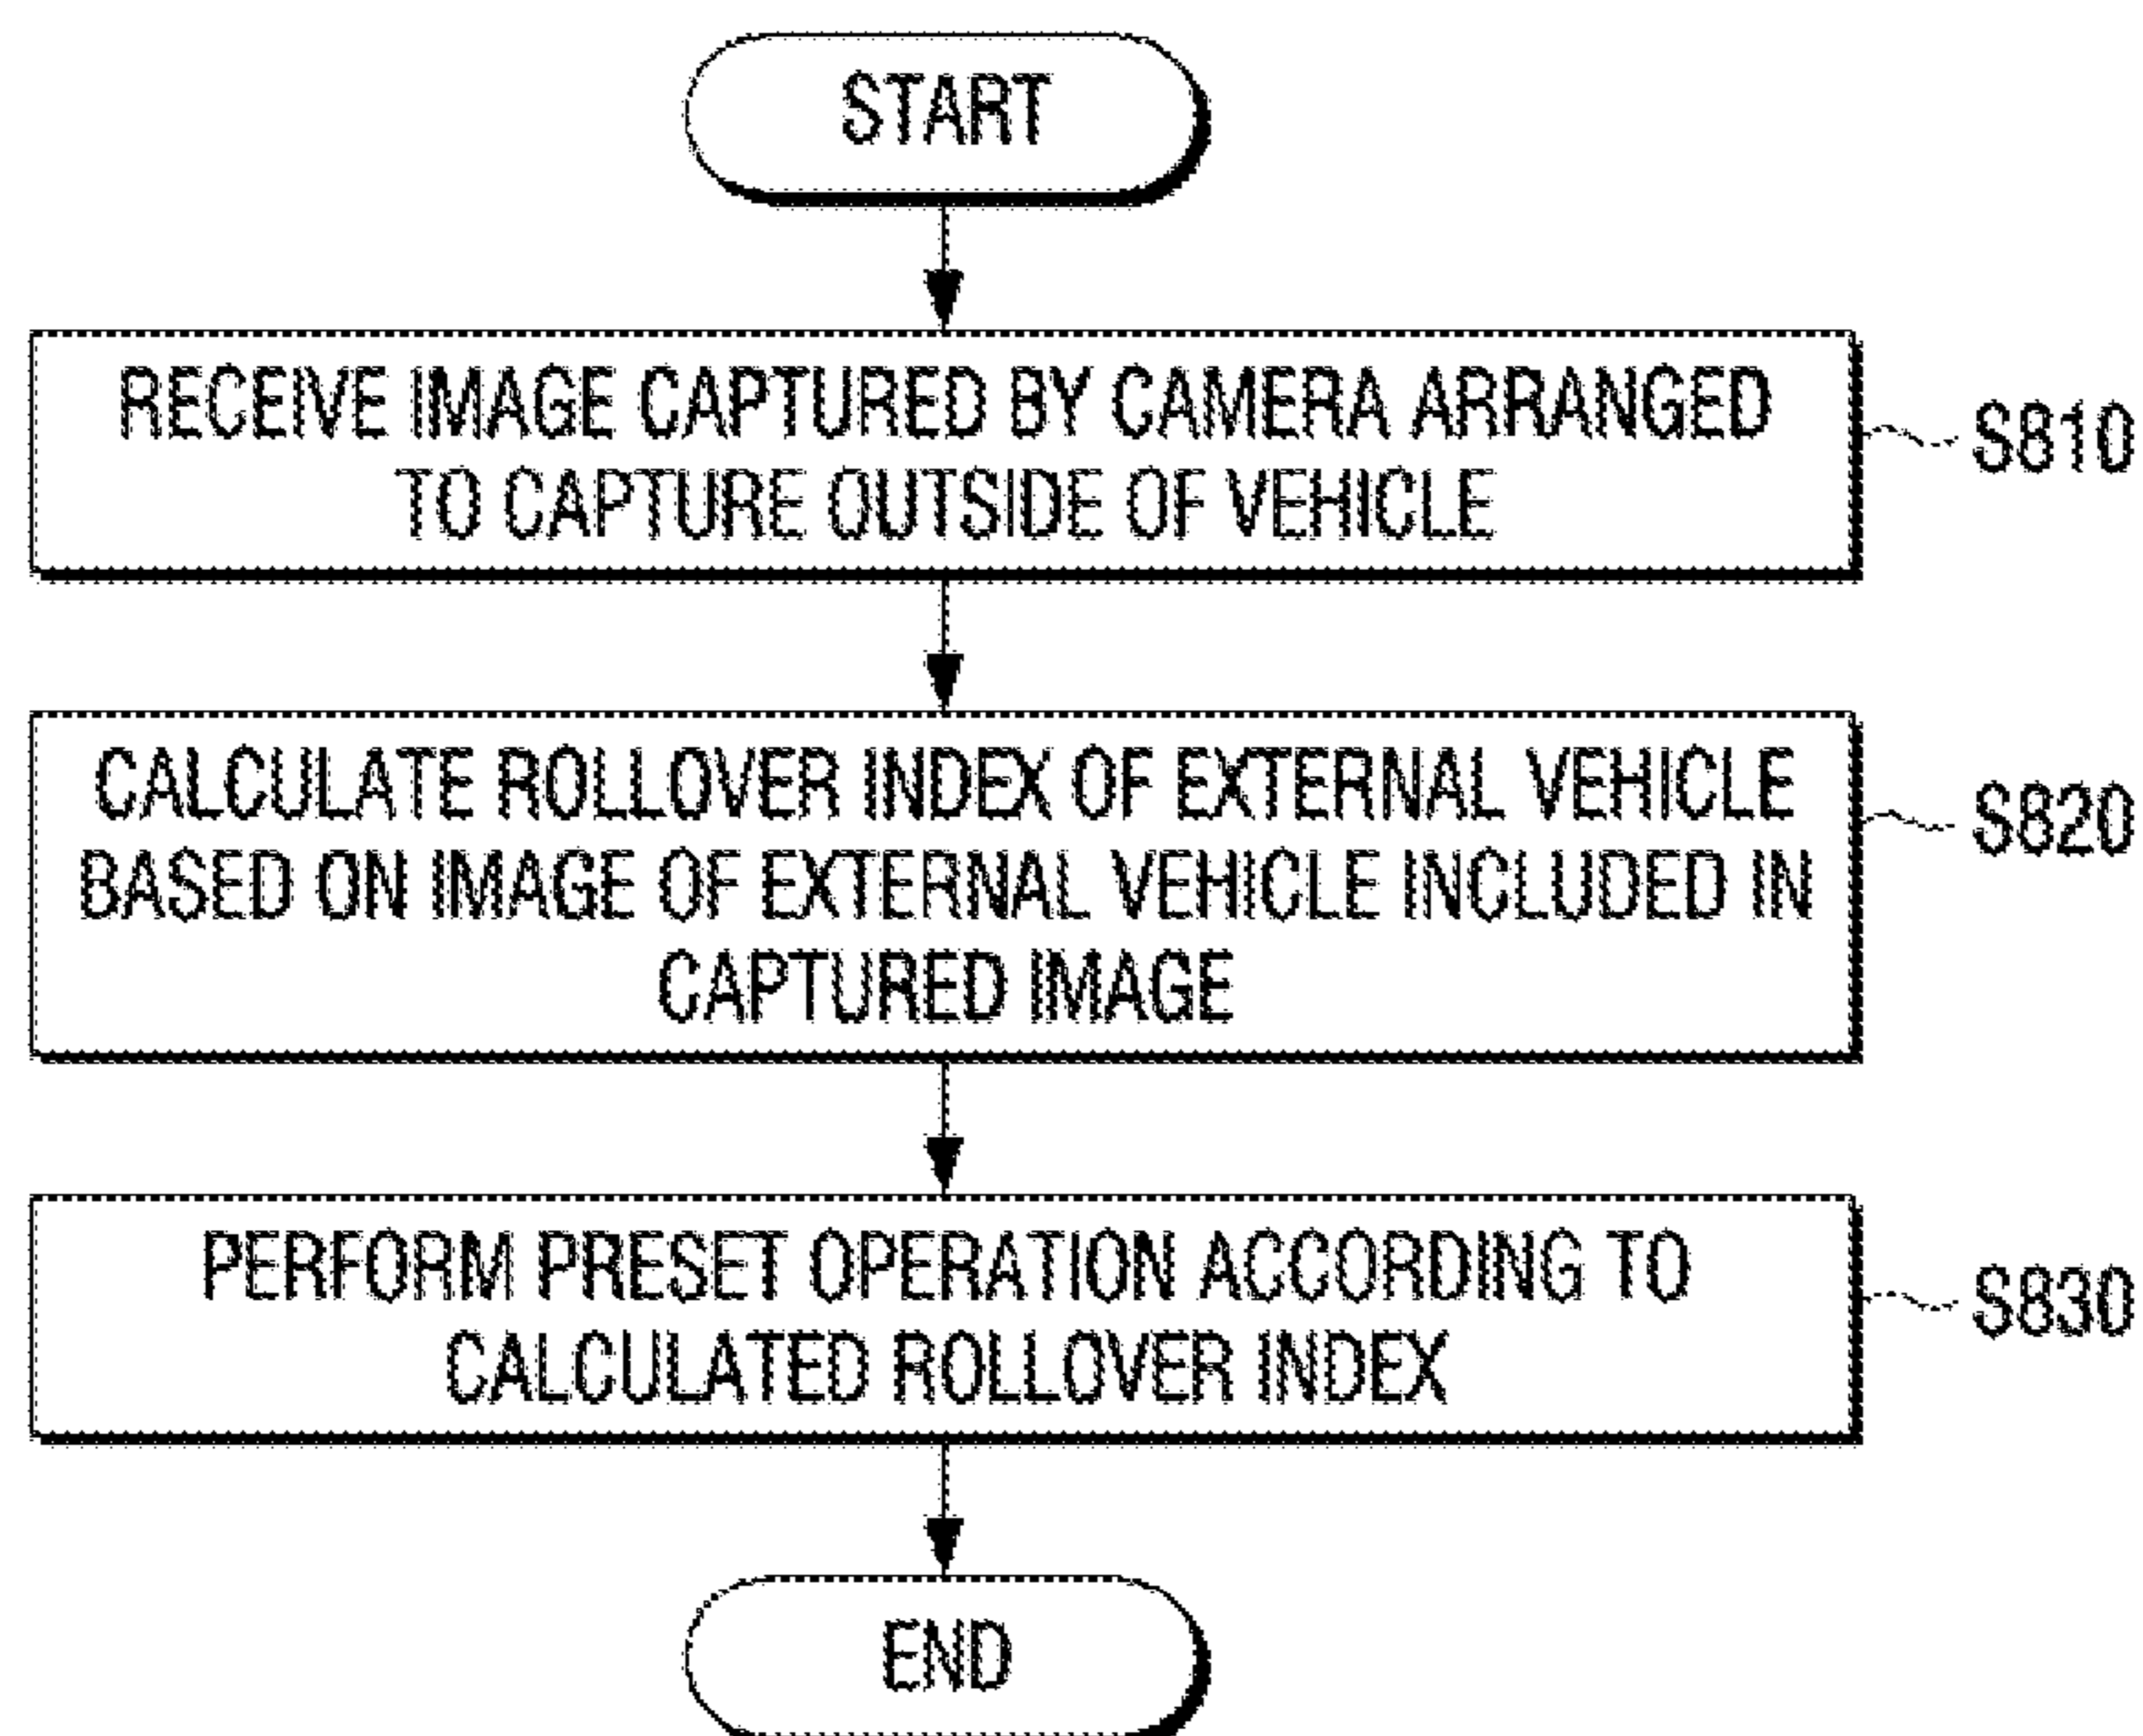 START
RECEIVE IMAGE CAPTURED BY CAMERA ARRANGED
TO CAPTURE OUTSIDE OF VEHICLE
S810
CALCULATE ROLLOVER INDEX OF EXTERNAL VEHICLE
BASED ON IMAGE OF EXTERNAL VEHICLE INCLUDED IN
CAPTURED IMAGE
S820
PERFORM PRESET OPERATION ACCORDING TO
CALCULATED ROLLOVER INDEX
S830
END